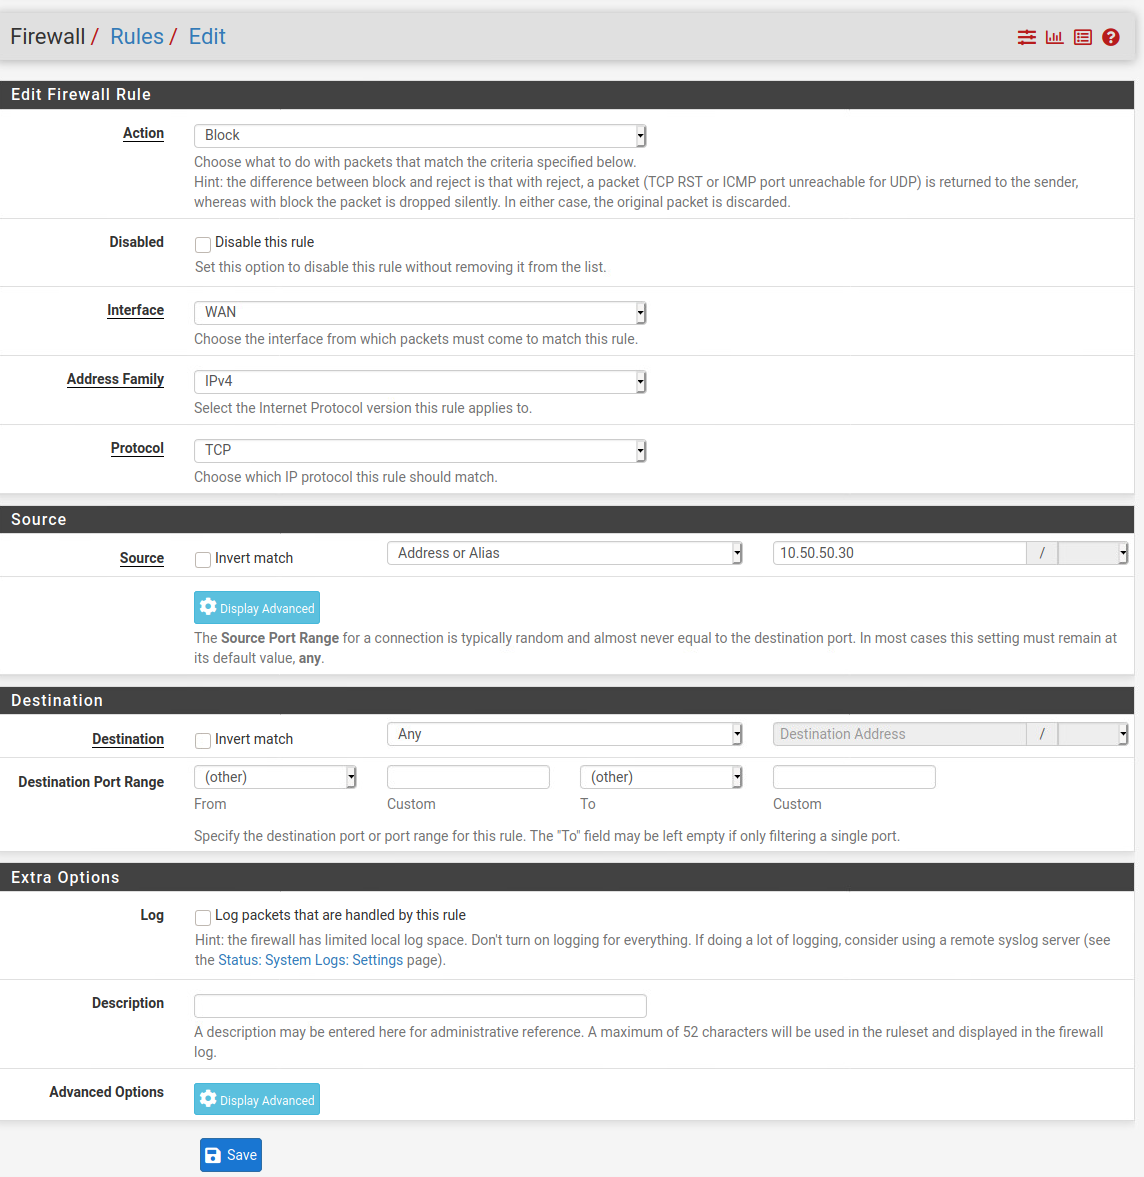 Firewall / Rules / Edit
Edit Firewall Rule
Action
Block
Choose what to do with packets that match the criteria specified below.
Hint: the difference between block and reject is that with reject, a packet (TCP RST or ICMP port unreachable for UDP) is returned to the sender,
whereas with block the packet is dropped silently. In either case, the original packet is discarded.
Disabled
Disable this rule
Set this option to disable this rule without removing it from the list.
Interface
WAN
Choose the interface from which packets must come to match this rule.
Address Family
IPv4
Select the Internet Protocol version this rule applies to.
Protocol
TCP
Choose which IP protocol this rule should match.
Source
Source
Invert match
Address or Alias
10.50.50.30
/
Display Advanced
The Source Port Range for a connection is typically random and almost never equal to the destination port. In most cases this setting must remain at
its default value, any.
Destination
Destination
Invert match
Any
Destination Address
/
Destination Port Range
(other)
(other)
From
Custom
To
Custom
Specify the destination port or port range for this rule. The "To" field may be left empty if only filtering a single port.
Extra Options
Log
Log packets that are handled by this rule
Hint: the firewall has limited local log space. Don't turn on logging for everything. If doing a lot of logging, consider using a remote syslog server (see
the Status: System Logs: Settings page).
Description
A description may be entered here for administrative reference. A maximum of 52 characters will be used in the ruleset and displayed in the firewall
log.
Advanced Options
Display Advanced
Save